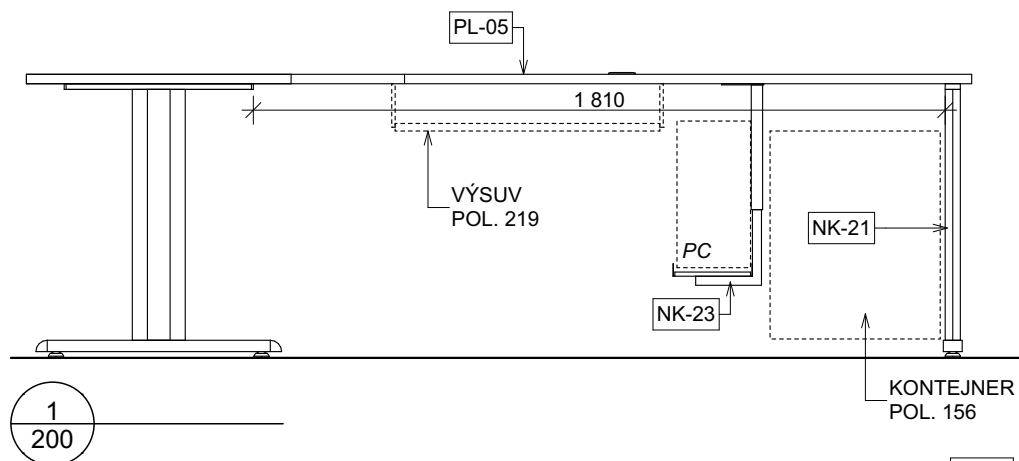 PL-05
1 810
VÝSUV
POL. 219
NK-21
PC
NK-23
KONTEJNER
POL. 156
1
200